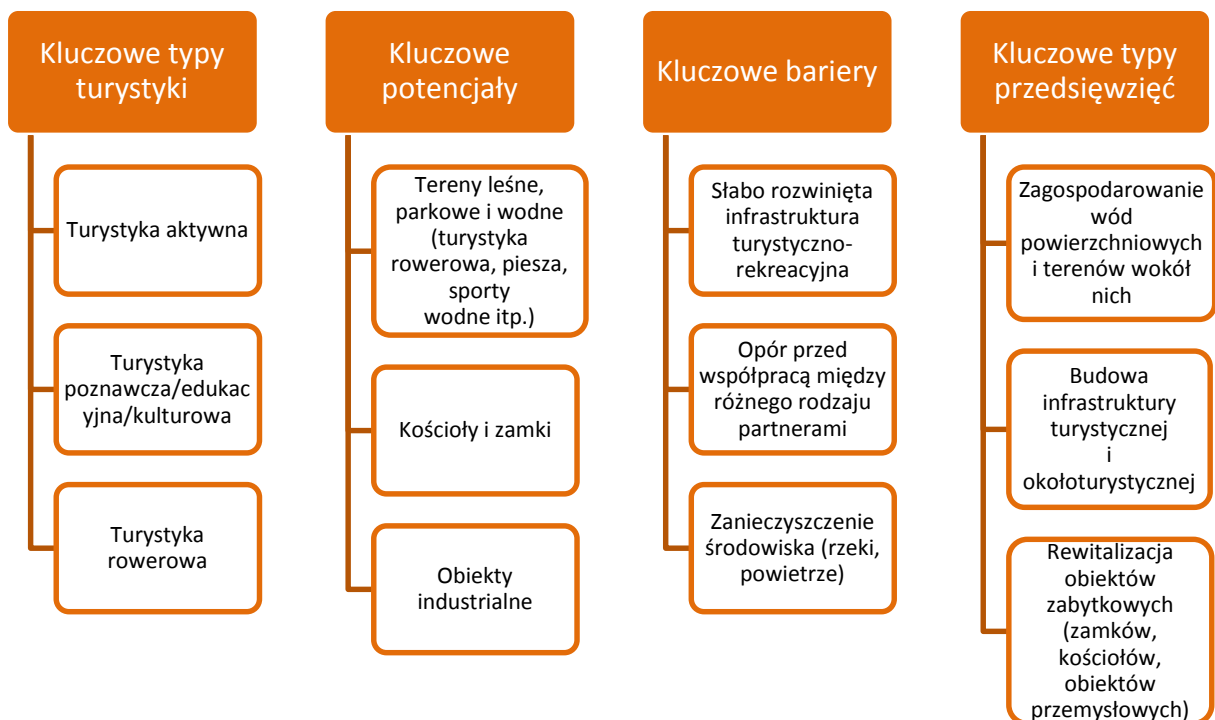 Kluczowe typy
turystyki
Turystyka aktywna
Turystyka
poznawcza/edukac
yjna/kulturowa
Turystyka
rowerowa
Kluczowe
potencjały
Tereny leśne,
parkowe i wodne
(turystyka
rowerowa, piesza,
sporty
wodne itp.)
Kościoły i zamki
Obiekty
industrialne
Kluczowe bariery
Słabo rozwinięta
infrastruktura
turystyczno-
rekreacyjna
Opór przed
współpracą między
różnego rodzaju
partnerami
Zanieczyszczenie
środowiska (rzeki,
powietrze)
Kluczowe typy
przedsięwzięć
Zagospodarowanie
wód
powierzchniowych
i terenów wokół
nich
Budowa
infrastruktury
turystycznej
i
okołoturystycznej
Rewitalizacja
obiektów
zabytkowych
(zamków,
kościołów,
obiektów
przemysłowych)